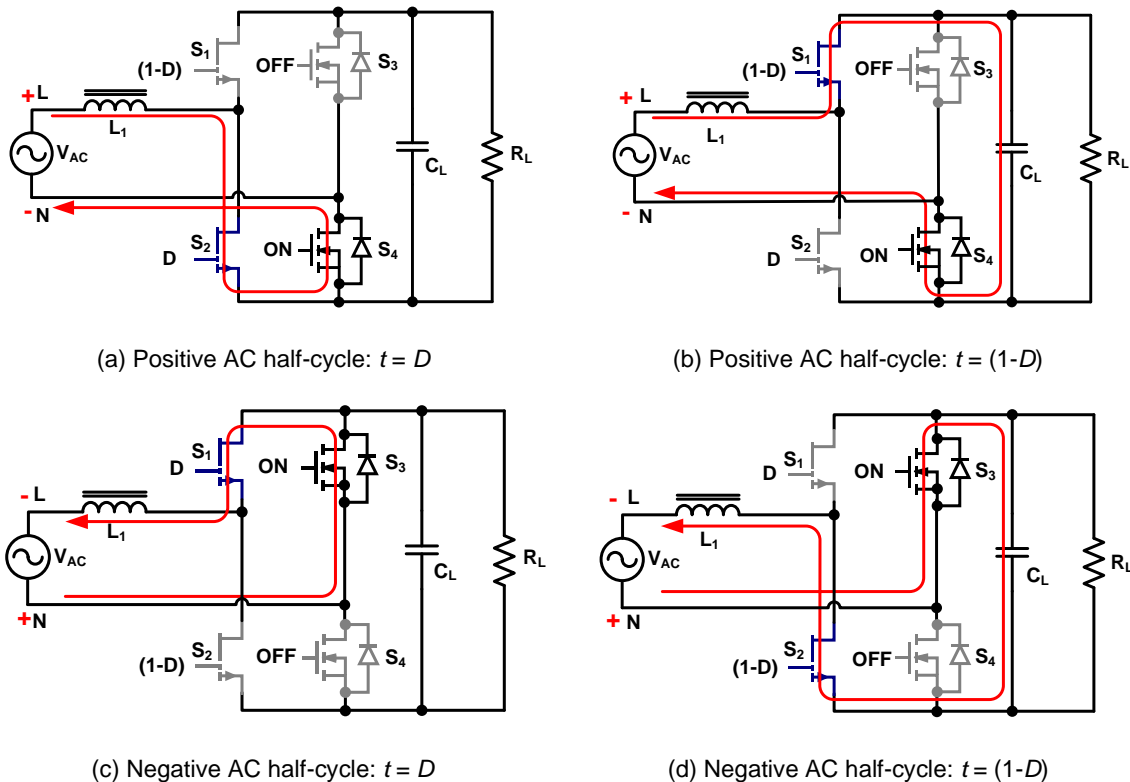 S1
(1-D)
OFF
S3
+ L
L1
VAC
CL
RL
- N
S2
D
ON
S4
(a) Positive AC half-cycle: t = D
S1
(1-D)
OFF
S3
+ L
L1
VAC
CL
RL
- N
S2
D
ON
S4
(b) Positive AC half-cycle: t = (1-D)
S1
D
ON
S3
- L
L1
VAC
CL
RL
+ N
S2
(1-D)
OFF
S4
(c) Negative AC half-cycle: t = D
S1
D
ON
S3
- L
L1
VAC
CL
RL
+ N
S2
(1-D)
OFF
S4
(d) Negative AC half-cycle: t = (1-D)